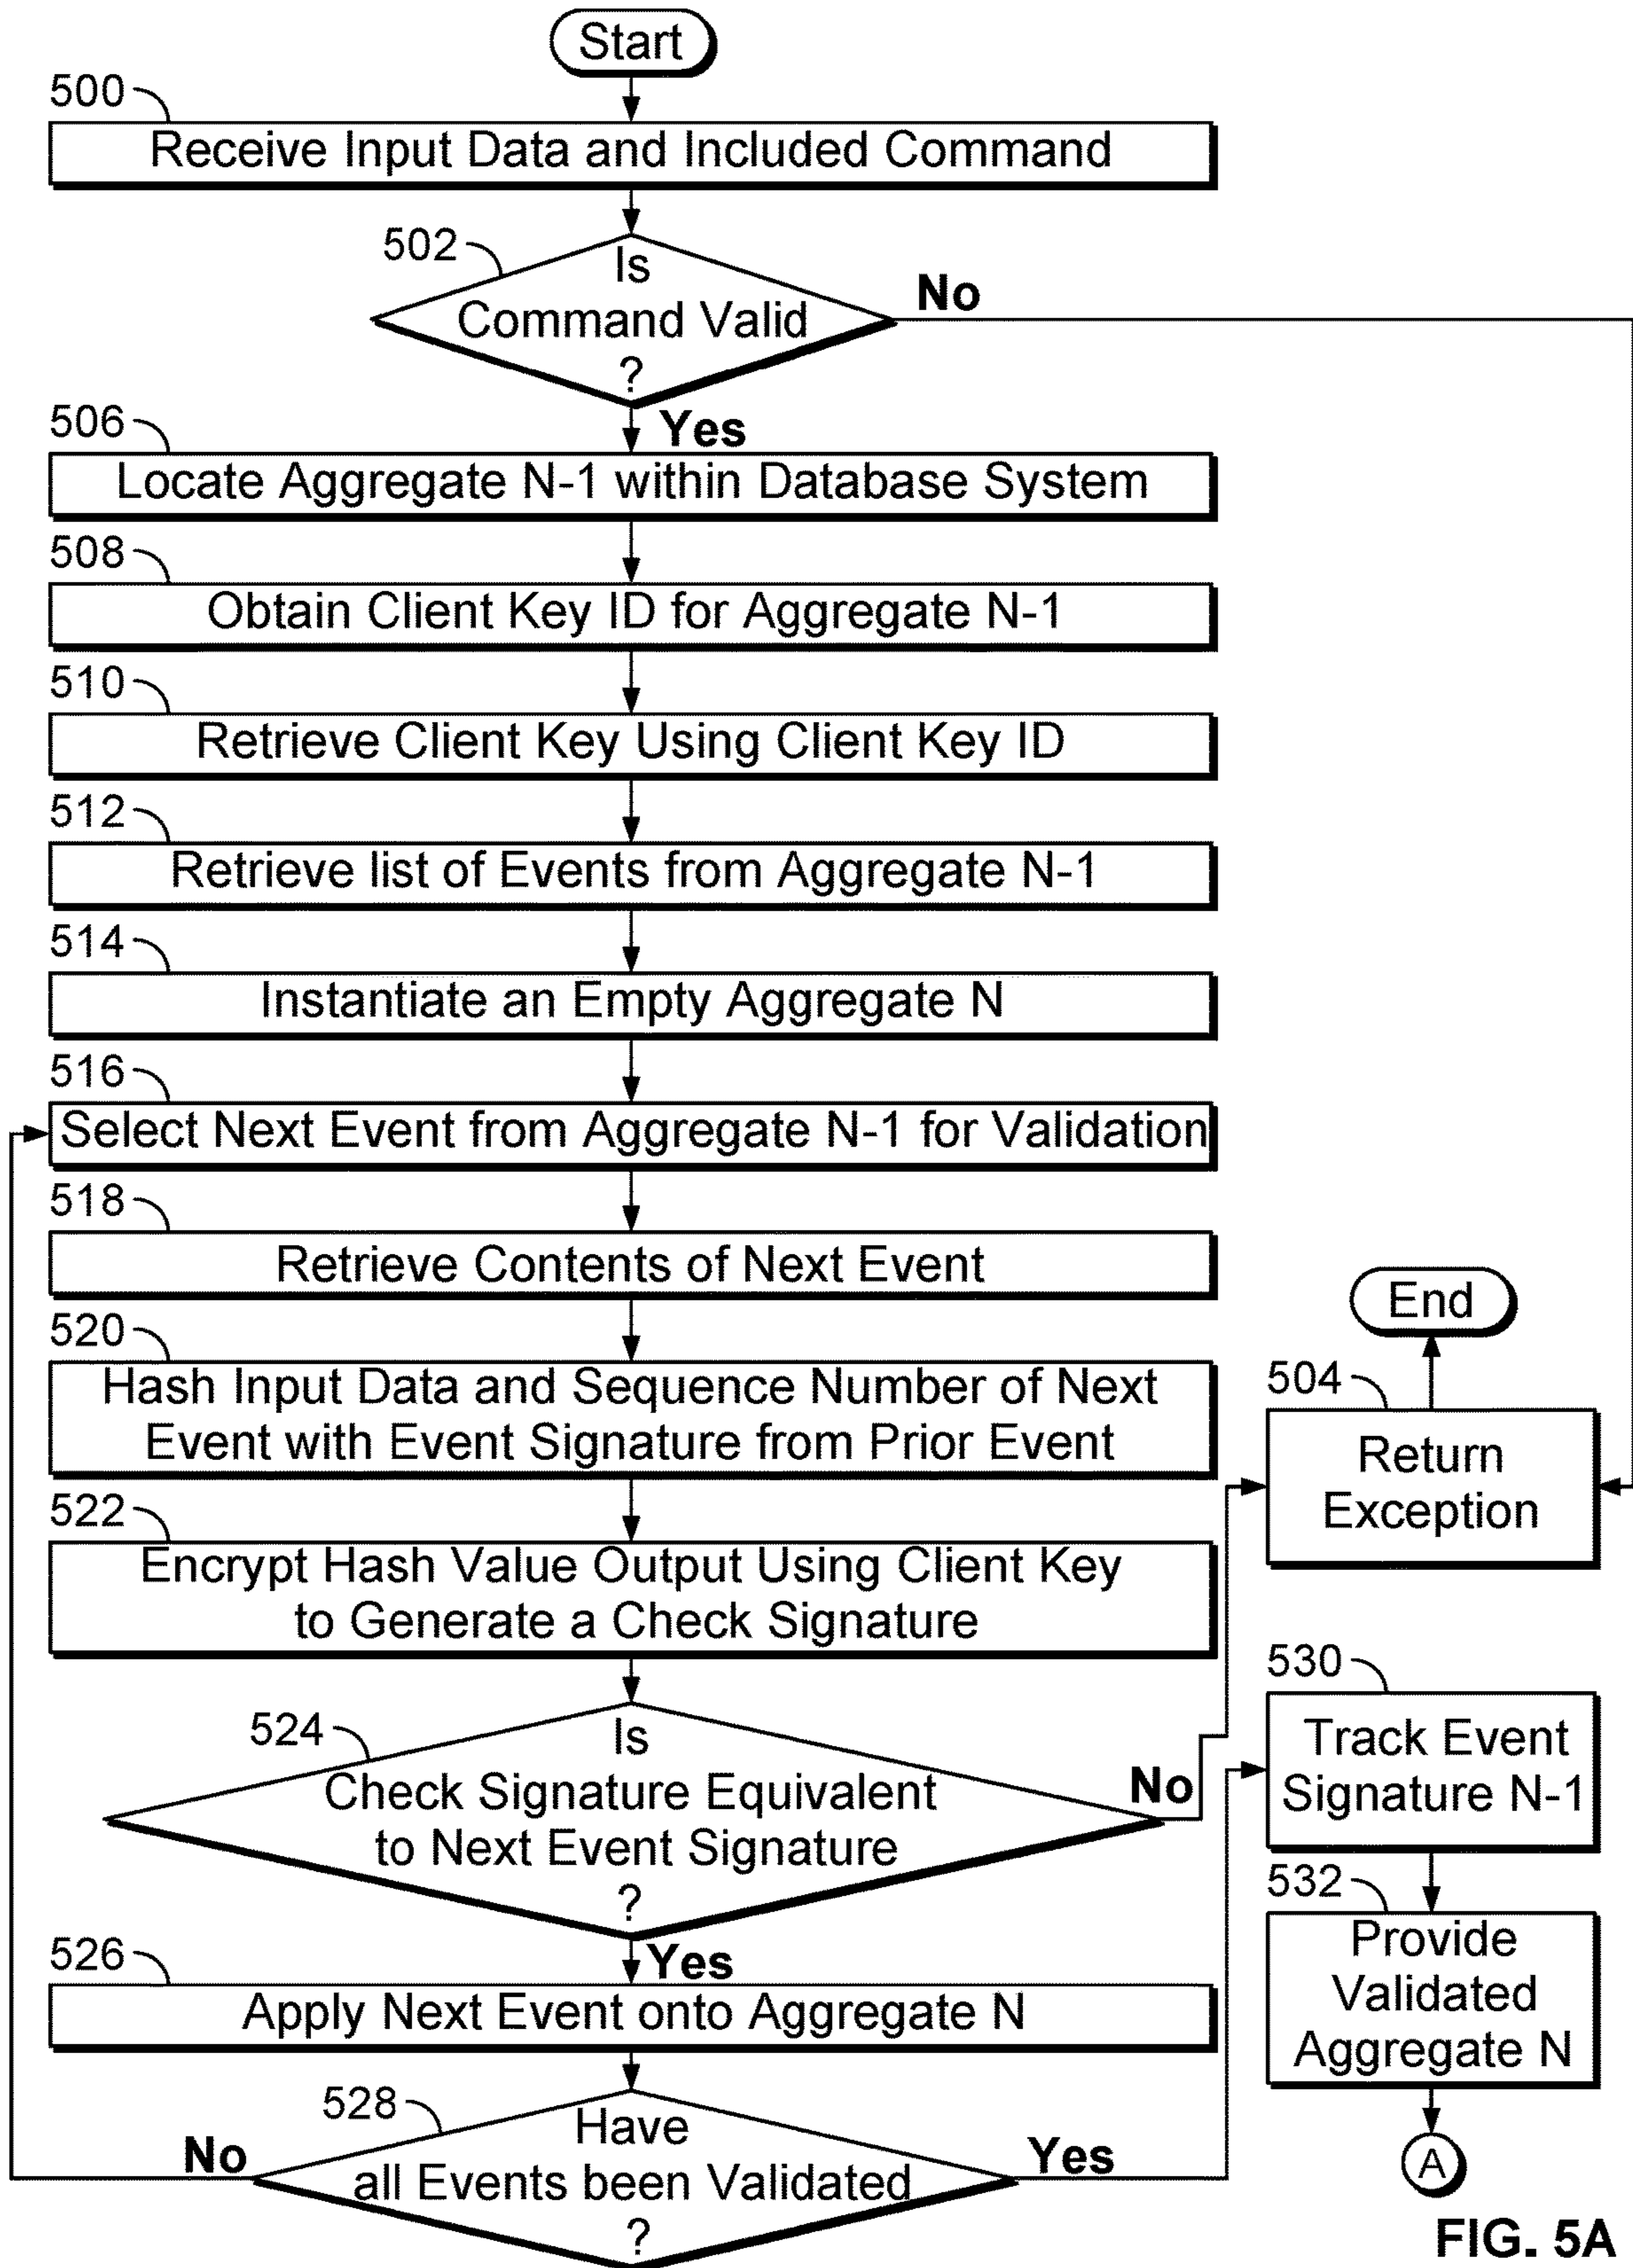 Start
500
Receive Input Data and Included Command
502
Is
Command Valid
?
No
Yes
506
Locate Aggregate N-1 within Database System
508
Obtain Client Key ID for Aggregate N-1
510
Retrieve Client Key Using Client Key ID
512
Retrieve list of Events from Aggregate N-1
514
Instantiate an Empty Aggregate N
516
Select Next Event from Aggregate N-1 for Validation
518
Retrieve Contents of Next Event
520
Hash Input Data and Sequence Number of Next
Event with Event Signature from Prior Event
522
Encrypt Hash Value Output Using Client Key
to Generate a Check Signature
524
Is
Check Signature Equivalent
to Next Event Signature
?
No
Yes
526
Apply Next Event onto Aggregate N
528
Have
all Events been Validated
?
No
Yes
End
504
Return
Exception
530
Track Event
Signature N-1
532
Provide
Validated
Aggregate N
A
FIG. 5A